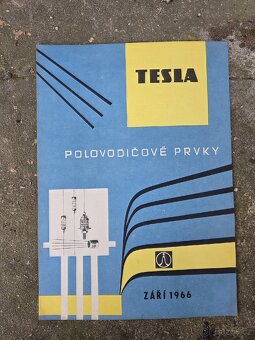 TESLA
POLOVODIČOVÉ PRVKY
ZÁŘÍ 1966